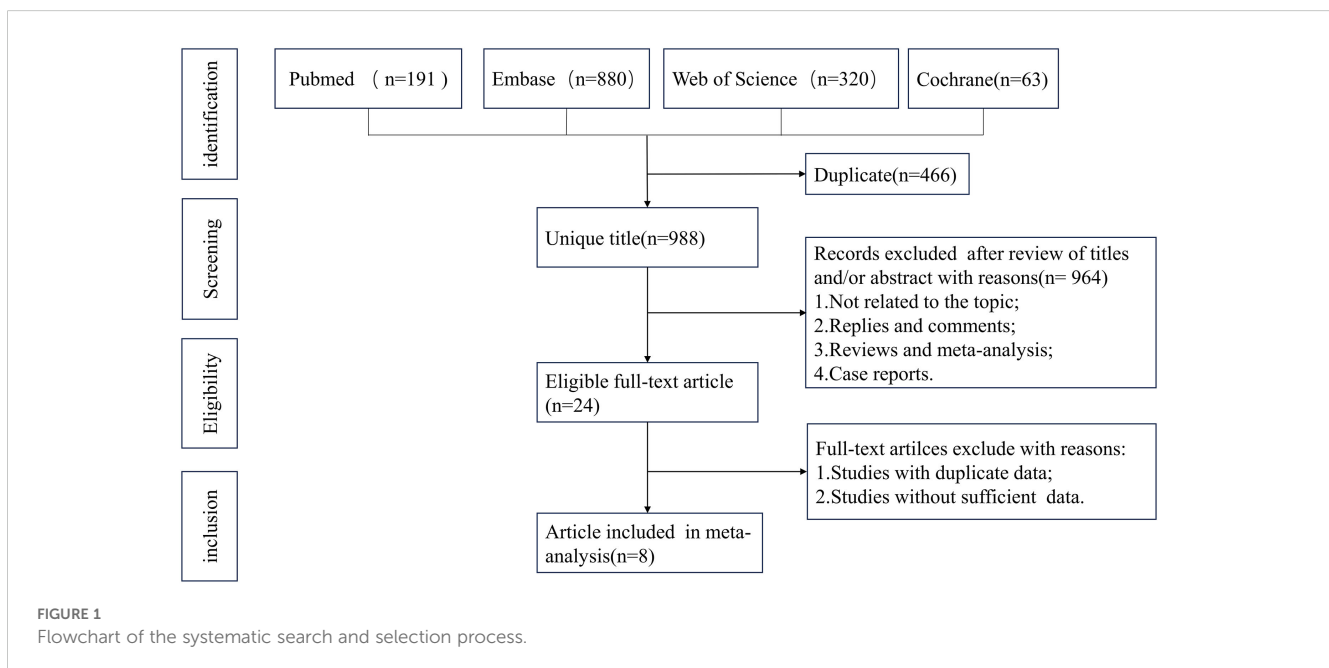 identification
Pubmed （ n=191 )
Embase（n=880)
Web of Science（n=320）
Cochrane(n=63)
Duplicate(n=466)
Screening
Unique title(n=988)
Records excluded after review of titles
and/or abstract with reasons(n= 964)
1.Not related to the topic;
2.Replies and comments;
3.Reviews and meta-analysis;
4.Case reports.
Eligibility
Eligible full-text article
(n=24)
Full-text artilces exclude with reasons:
1.Studies with duplicate data;
2.Studies without sufficient data.
inclusion
Article included in meta-
analysis(n=8)
FIGURE 1
Flowchart of the systematic search and selection process.